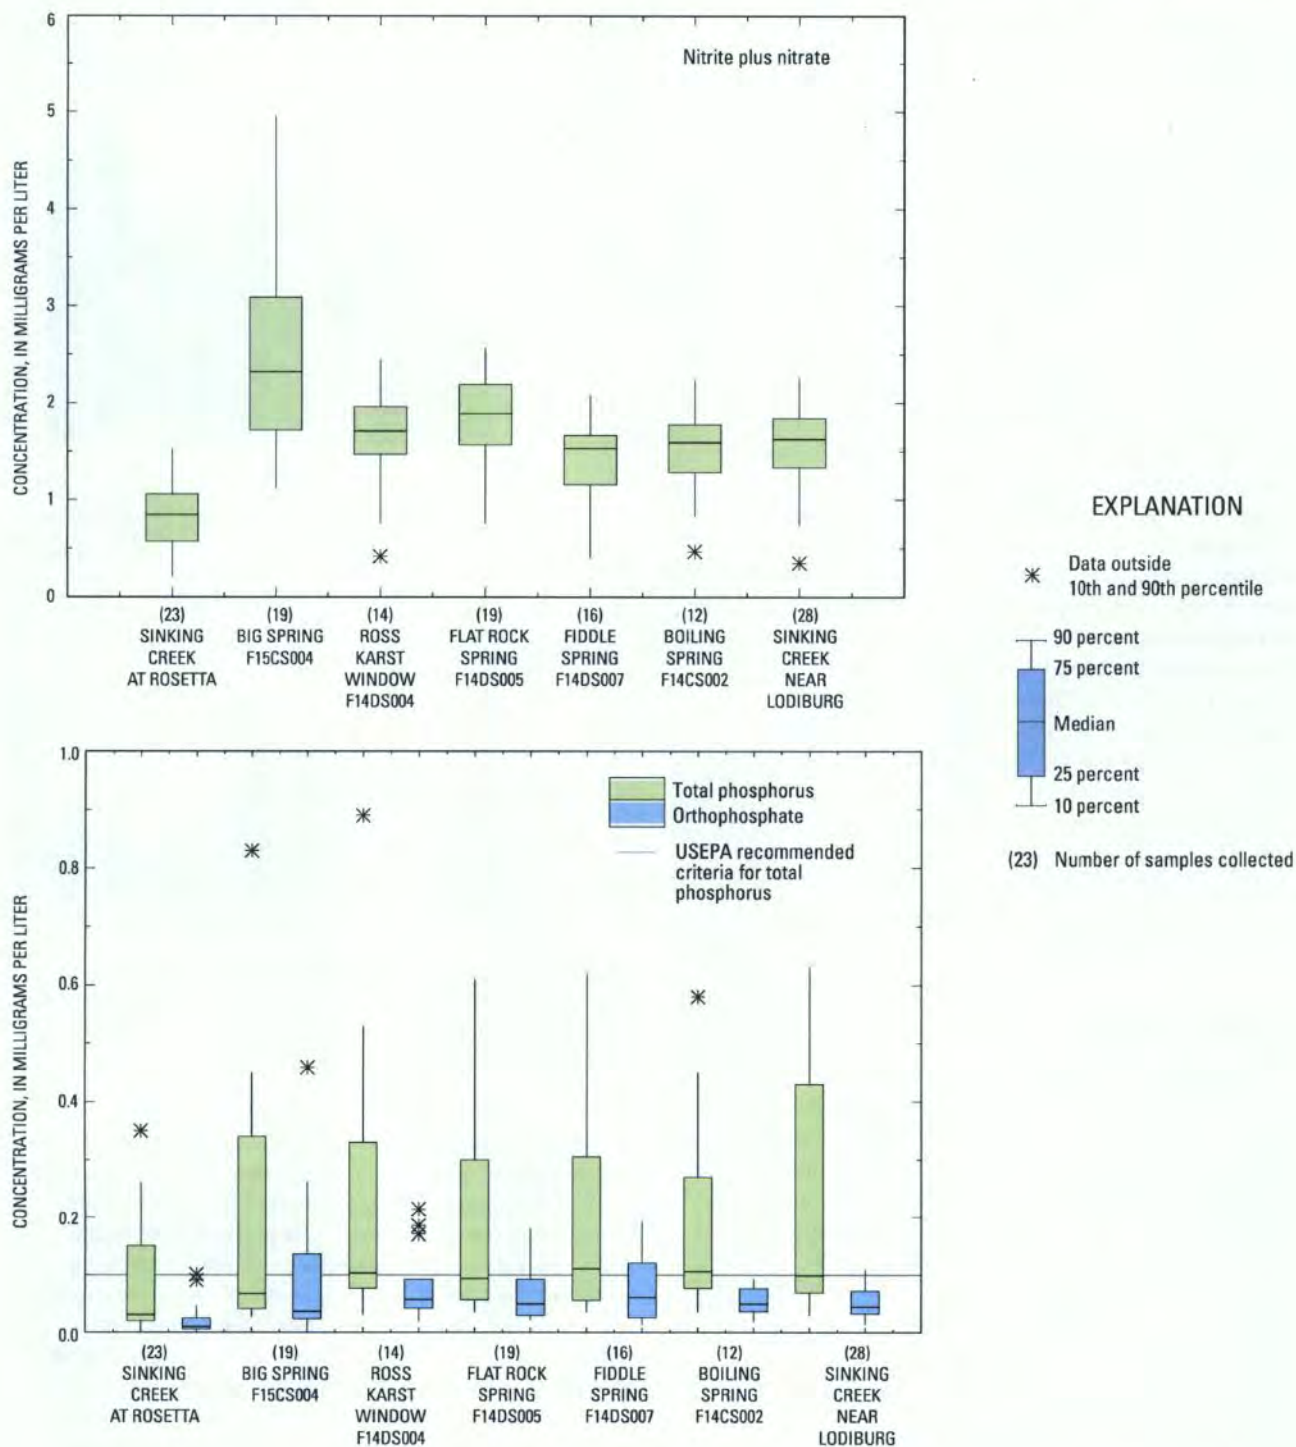 6
5
4
3
2
1
0
CONCENTRATION, IN MILLIGRAMS PER LITER
Nitrite plus nitrate
(23)
SINKING
CREEK
AT ROSETTA
(19)
BIG SPRING
F15CS004
(14)
ROSS
KARST
WINDOW
F14DS004
(19)
FLAT ROCK
SPRING
F14DS005
(16)
FIDDLE
SPRING
F14DS007
(12)
BOILING
SPRING
F14CS002
(28)
SINKING
CREEK
NEAR
LODIBURG
EXPLANATION
Data outside
10th and 90th percentile
90 percent
75 percent
Median
25 percent
10 percent
(23) Number of samples collected
1.0
0.8
0.6
0.4
0.2
0.0
CONCENTRATION, IN MILLIGRAMS PER LITER
Total phosphorus
Orthophosphate
USEPA recommended
criteria for total
phosphorus
(23)
SINKING
CREEK
AT ROSETTA
(19)
BIG SPRING
F15CS004
(14)
ROSS
KARST
WINDOW
F14DS004
(19)
FLAT ROCK
SPRING
F14DS005
(16)
FIDDLE
SPRING
F14DS007
(12)
BOILING
SPRING
F14CS002
(28)
SINKING
CREEK
NEAR
LODIBURG